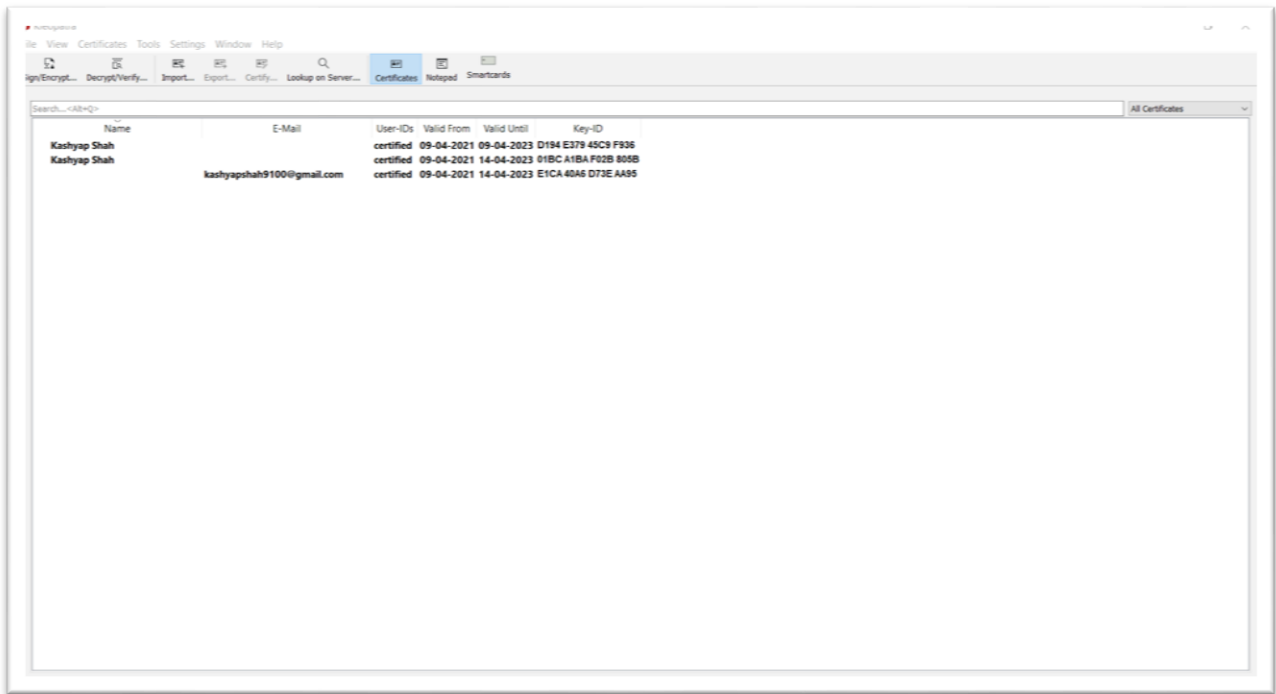 Kleopatra
ile View Certificates Tools Settings Window Help
ign/Encrypt... Decrypt/Verify... Import... Export... Certify... Lookup on Server... Certificates Notepad Smartcards
Search...<Alt+Q> All Certificates
Name E-Mail User-IDs Valid From Valid Until Key-ID
Kashyap Shah certified 09-04-2021 09-04-2023 D194 E379 45C9 F936
Kashyap Shah certified 09-04-2021 14-04-2023 01BC A1BA F02B 805B
kashyapshah9100@gmail.com certified 09-04-2021 14-04-2023 E1CA 40A6 D73E AA95